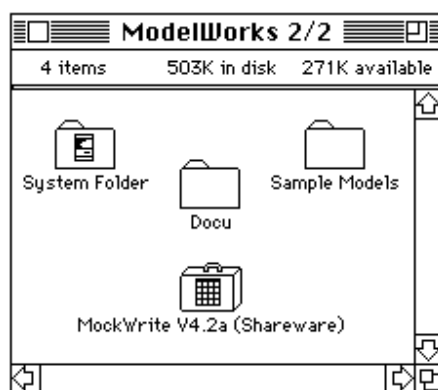 ModelWorks 2/2
4 items 503K in disk 271K available
System Folder
Sample Models
Docu
MockWrite V4.2a (Shareware)